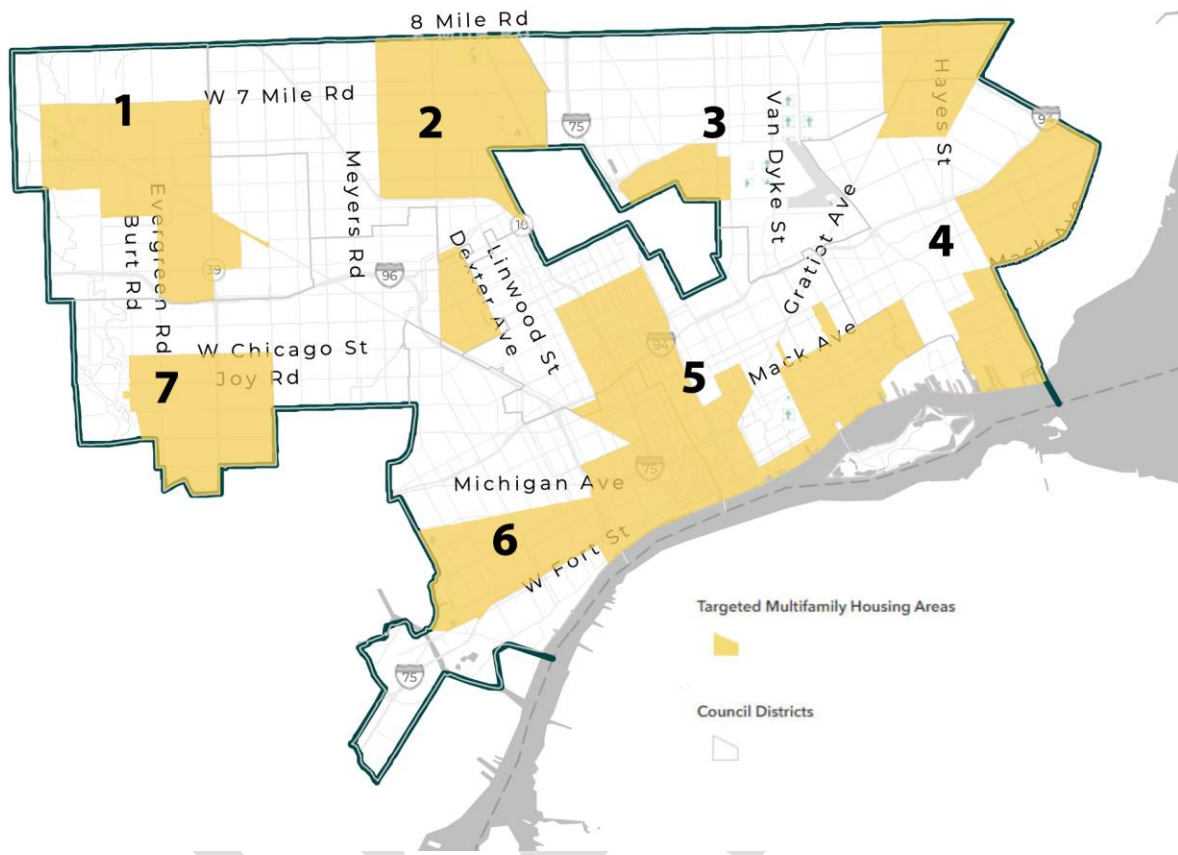 8 Mile Rd
W 7 Mile Rd
1
2
3
75
94
Hayes St
Van Dyke St
Meyers Rd
Evergreen Rd
Burt Rd
39
10
96
Linwood St
Dexter Ave
Gratiot Ave
4
Mack Ave
W Chicago St
Joy Rd
7
94
5
Mack Ave
75
Michigan Ave
6
W Fort St
75
Targeted Multifamily Housing Areas
Council Districts